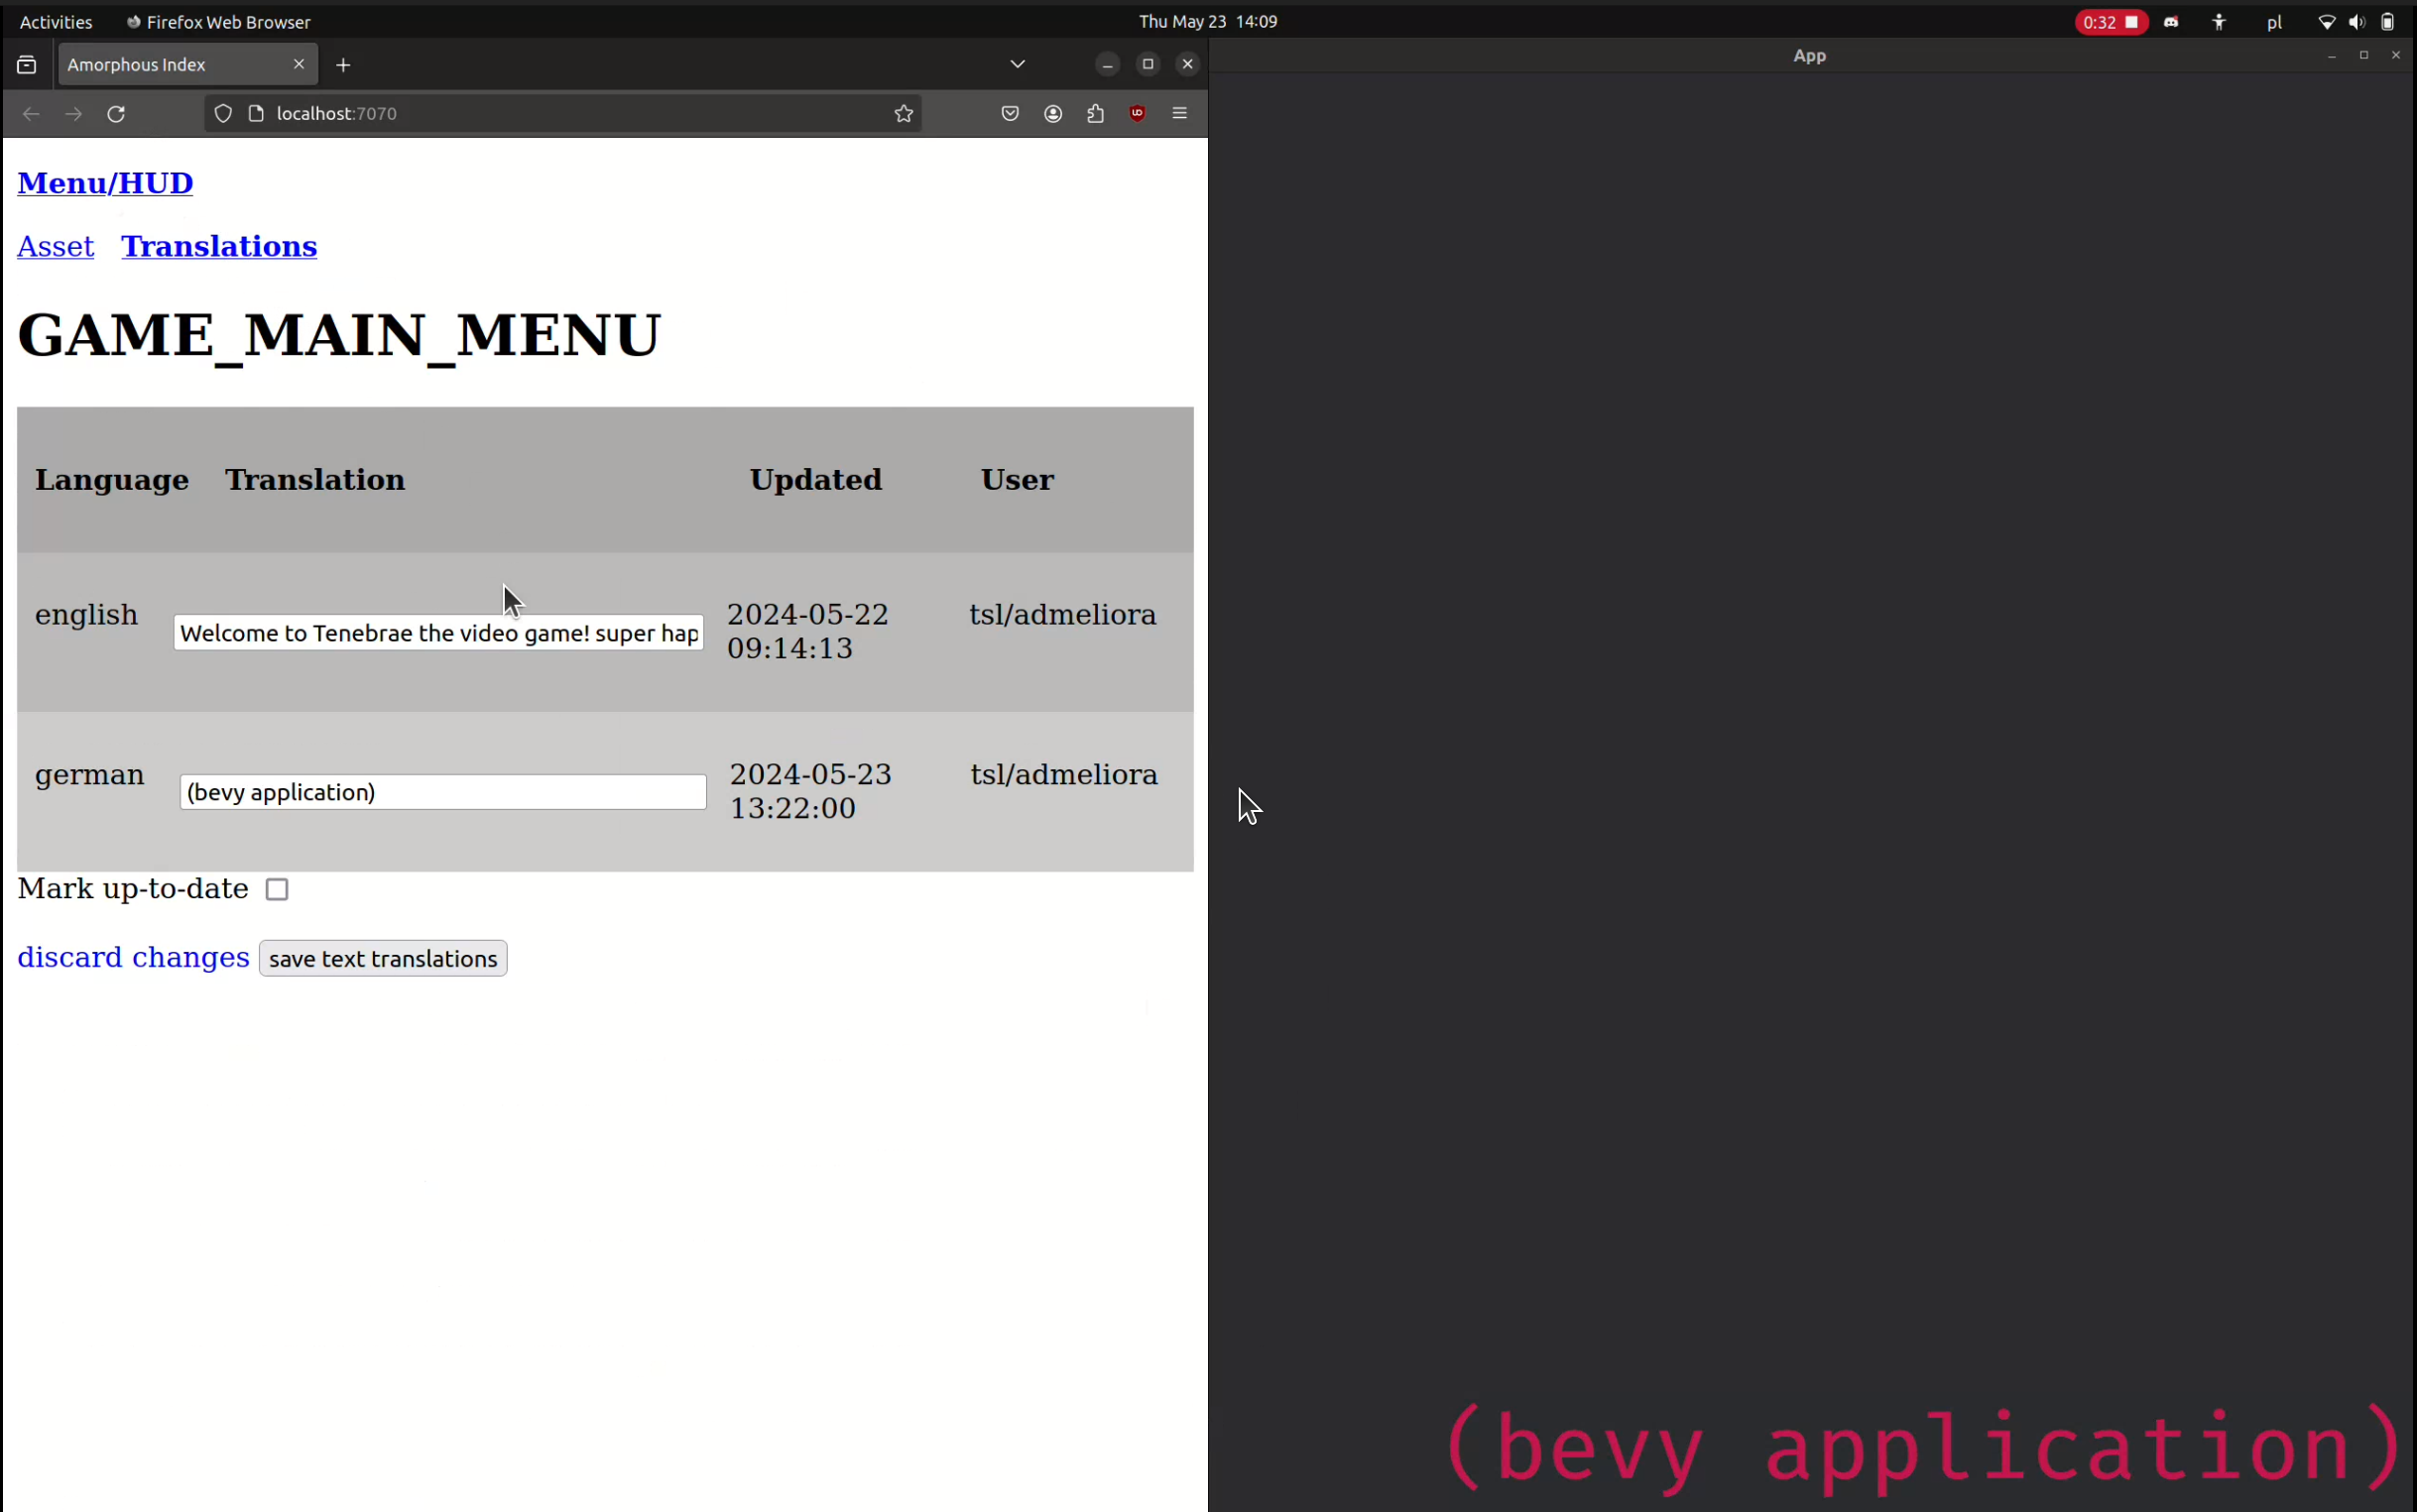 Activities Firefox Web Browser Thu May 23 14:09 0:32 pl
Amorphous Index
App
localhost:7070
Menu/HUD
Asset Translations
GAME_MAIN_MENU
Language Translation Updated User
english Welcome to Tenebrae the video game! super hap 2024-05-22 tsl/admeliora
09:14:13
german (bevy application) 2024-05-23 tsl/admeliora
13:22:00
Mark up-to-date
discard changes save text translations
(bevy application)